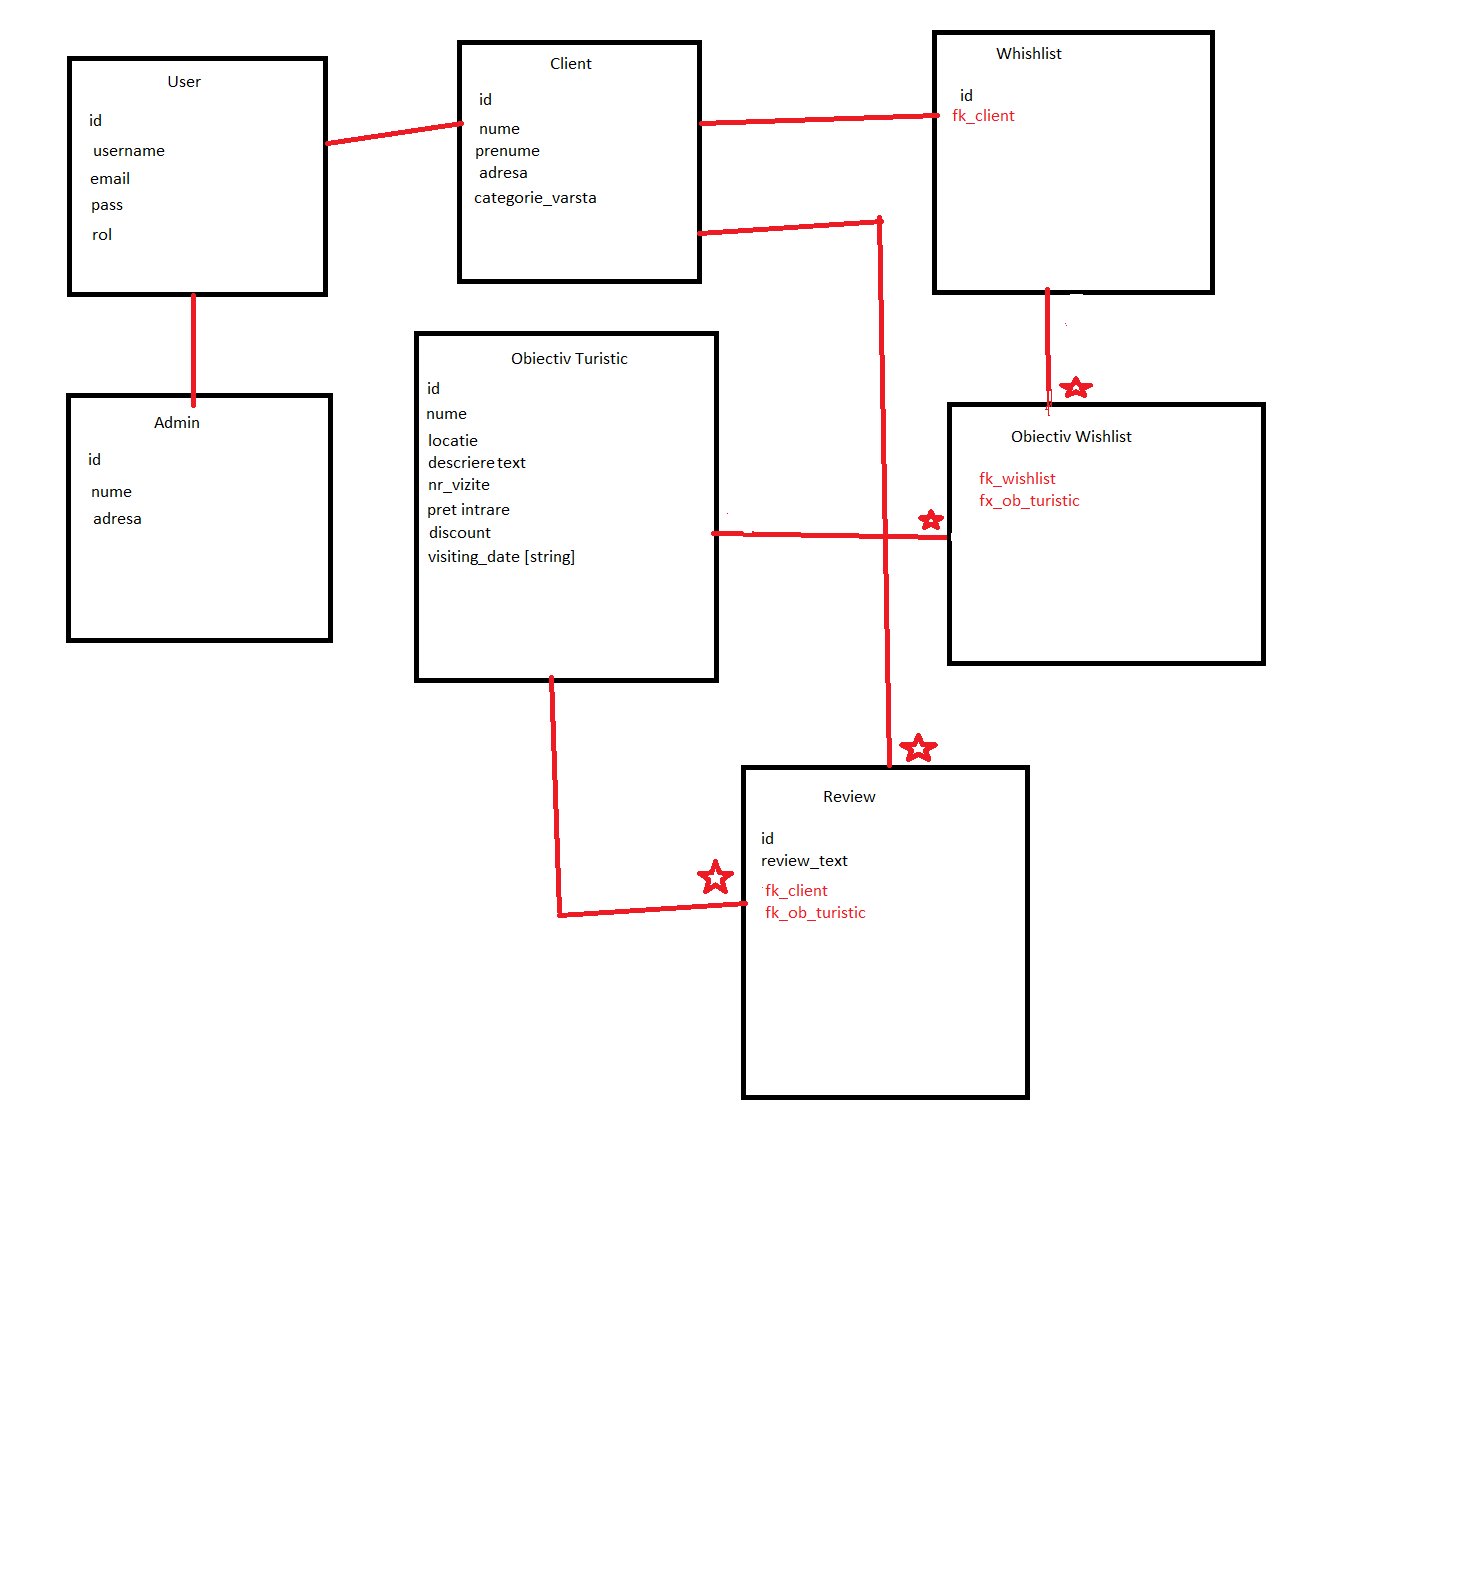 User
id
username
email
pass
rol
Client
id
nume
prenume
adresa
categorie_varsta
Whishlist
id
fk_client
Admin
id
nume
adresa
Obiectiv Turistic
id
nume
locatie
descriere text
nr_vizite
pret intrare
discount
visiting_date [string]
Obiectiv Wishlist
fk_wishlist
fx_ob_turistic
Review
id
review_text
fk_client
fk_ob_turistic